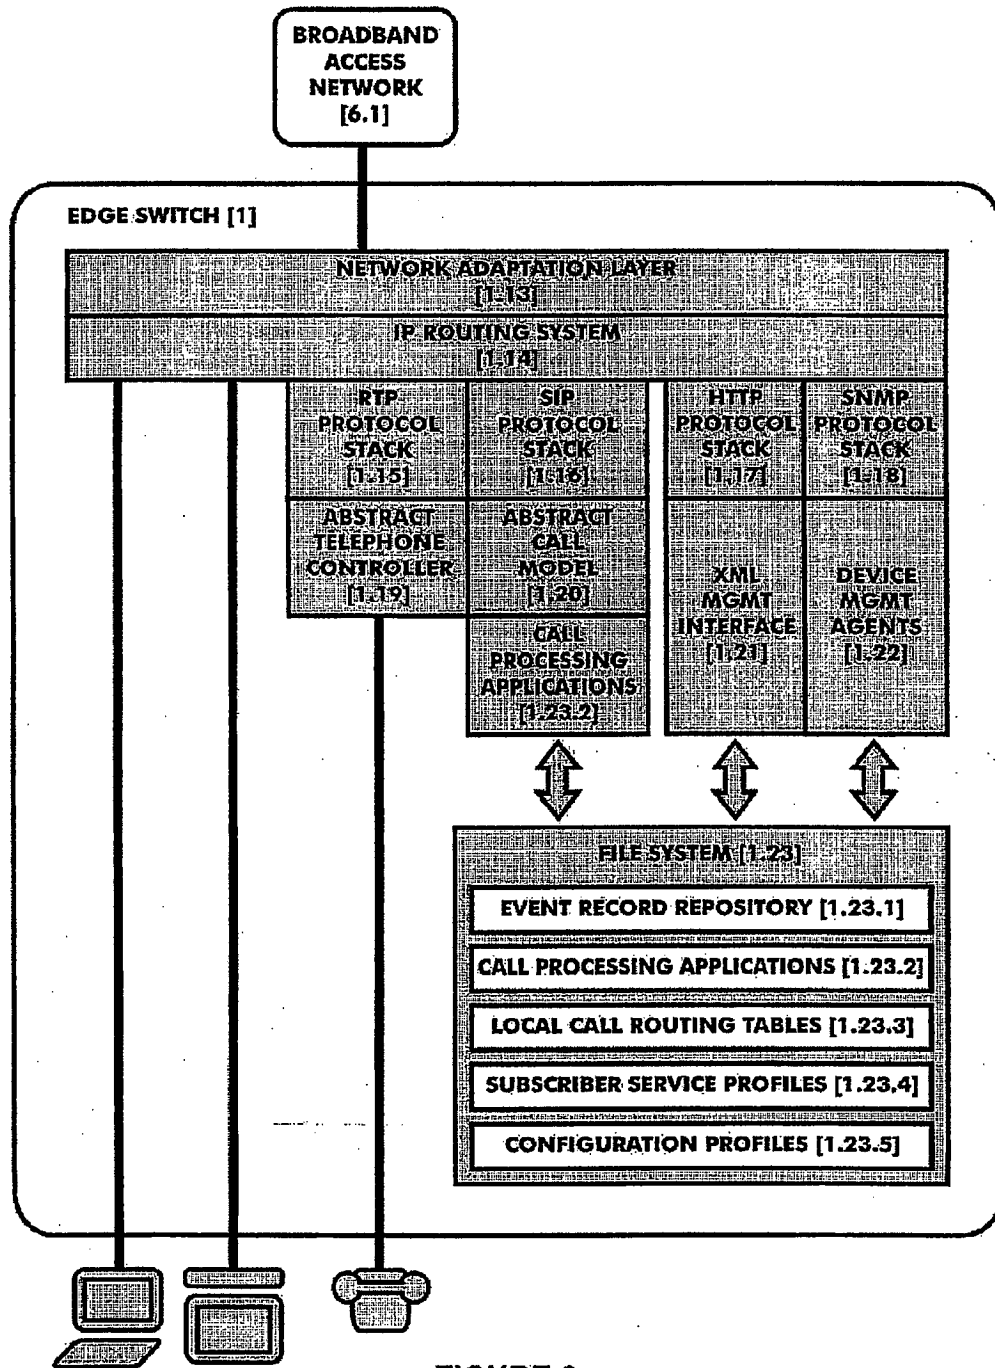 BROADBAND
ACCESS
NETWORK
[6.1]
EDGE SWITCH [1]
NETWORK ADAPTATION LAYER
[1.13]
IP ROUTING SYSTEM
[1.14]
RTP
PROTOCOL
STACK
[1.15]
SIP
PROTOCOL
STACK
[1.16]
HTTP
PROTOCOL
STACK
[1.17]
SNMP
PROTOCOL
STACK
[1.18]
ABSTRACT
TELEPHONE
CONTROLLER
[1.19]
ABSTRACT
CALL
MODEL
[1.20]
XML
MGMT
INTERFACE
[1.21]
DEVICE
MGMT
AGENTS
[1.22]
CALL
PROCESSING
APPLICATIONS
[1.23.2]
FILE SYSTEM [1.23]
EVENT RECORD REPOSITORY [1.23.1]
CALL PROCESSING APPLICATIONS [1.23.2]
LOCAL CALL ROUTING TABLES [1.23.3]
SUBSCRIBER SERVICE PROFILES [1.23.4]
CONFIGURATION PROFILES [1.23.5]